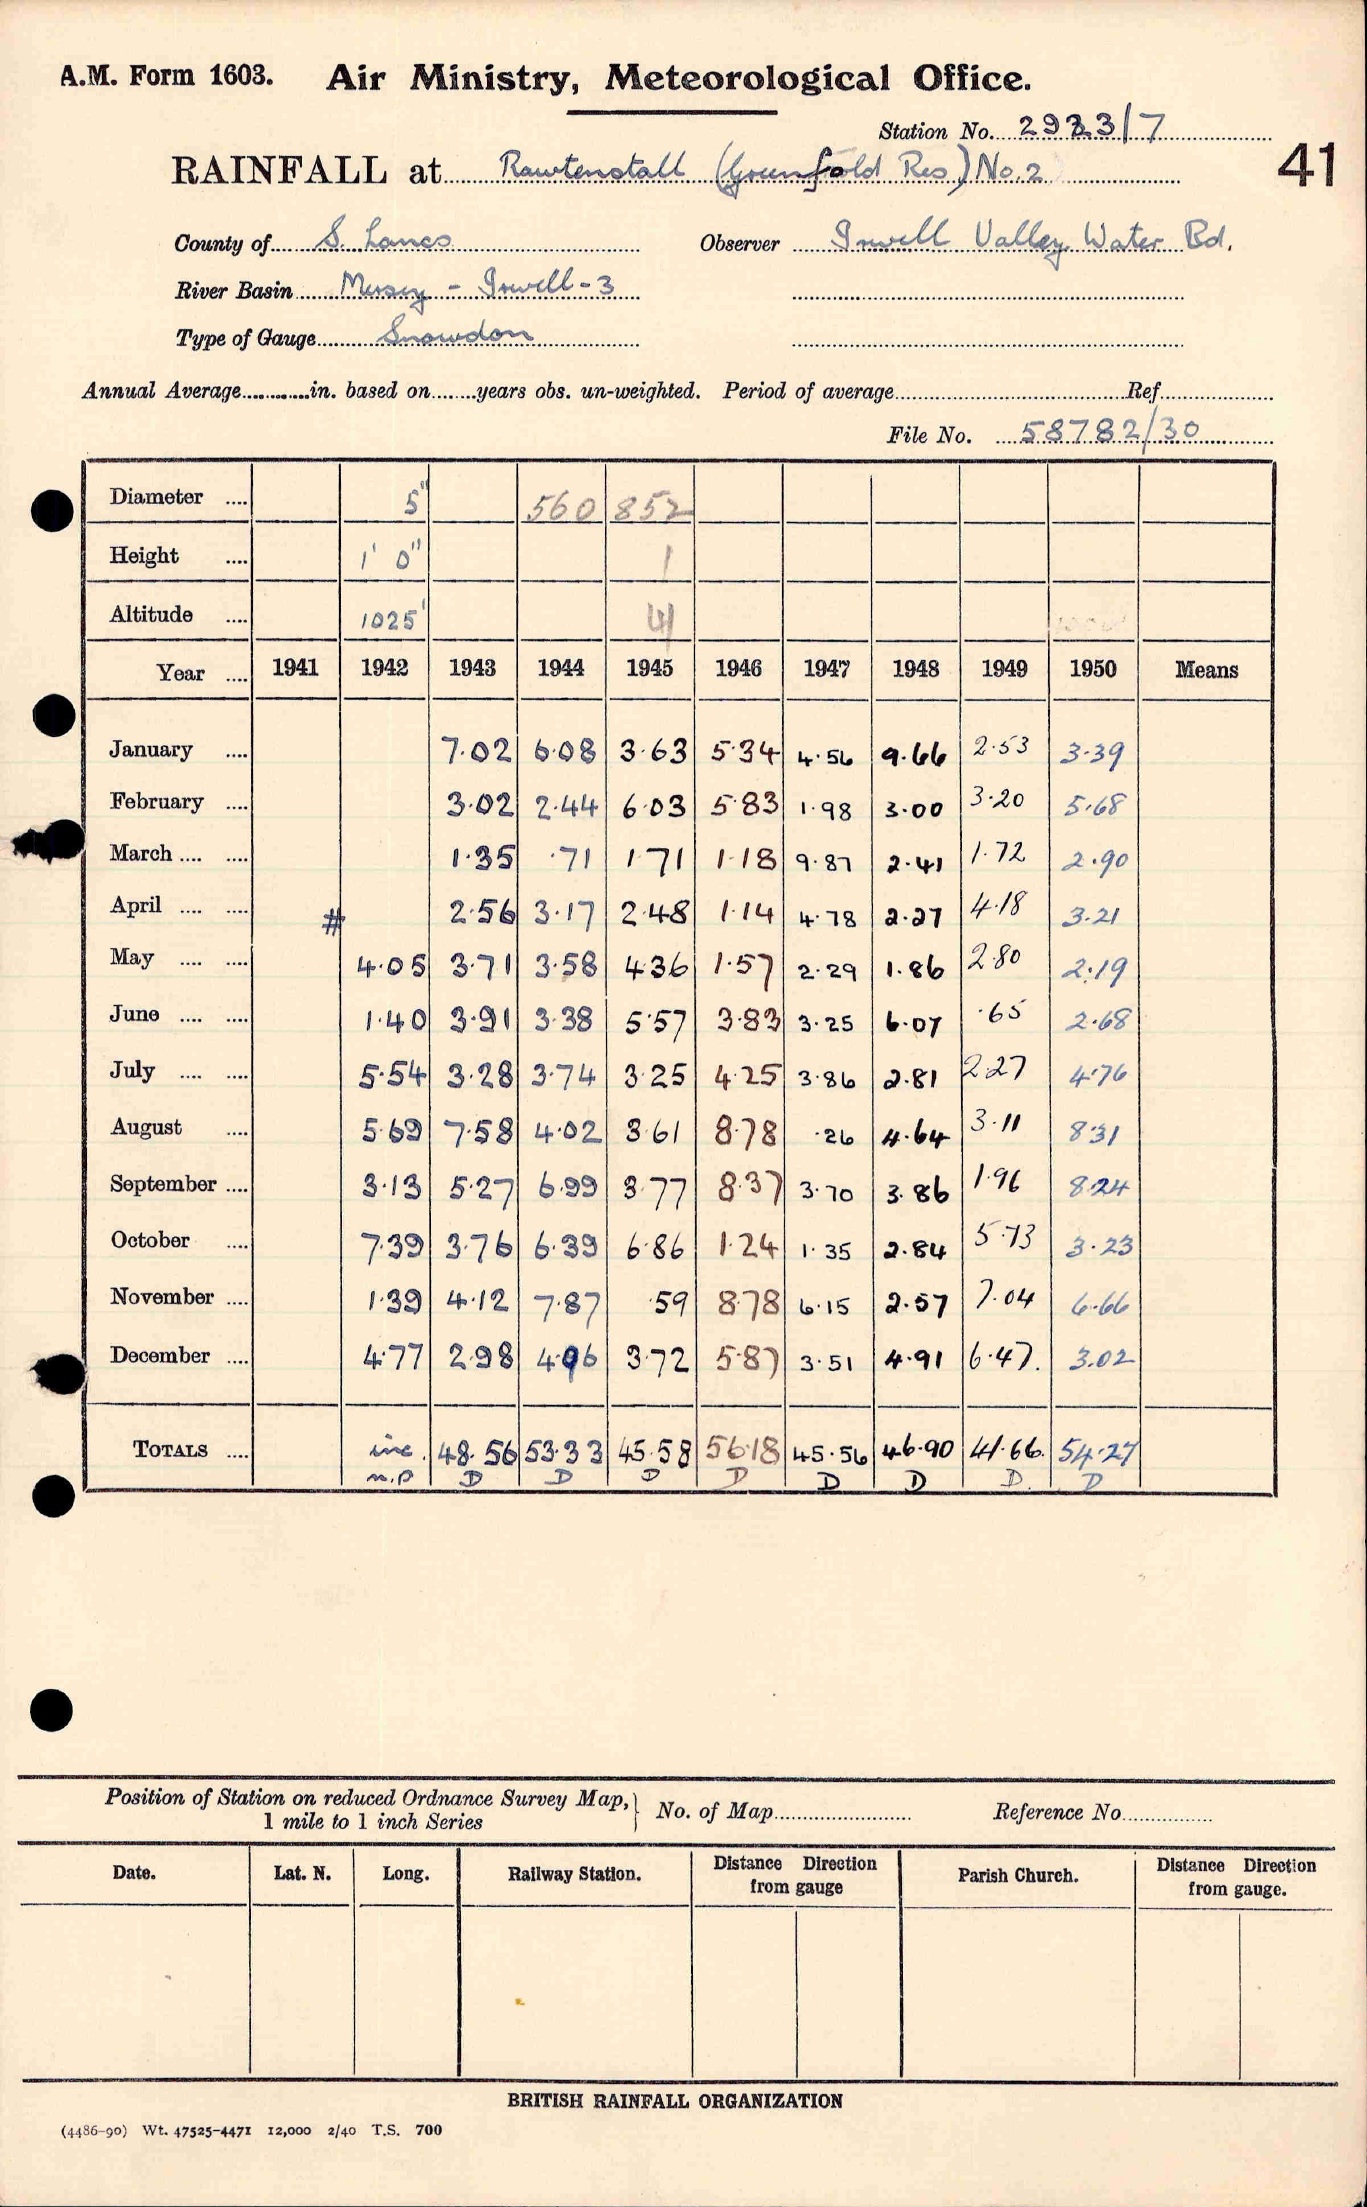 A.M. Form 1603. Air Ministry, Meteorological Office.
Station No. 2923/7
41
RAINFALL at Rawtenstall (Greenfold Res) No. 2
County of S. Lancs Observer Irwell Valley Water Bd.
River Basin Mersey - Irwell - 3
Type of Gauge Snowdon
Annual Average............in. based on........years obs. un-weighted. Period of average Ref.
File No. 58782/30
Diameter .... 5" 560 852
Height .... 1' 0" 1
Altitude .... 1025'
Year .... 1941 1942 1943 1944 1945 1946 1947 1948 1949 1950 Means
January .... 7.02 6.08 3.63 5.34 4.56 9.66 2.53 3.39
February .... 3.02 2.44 6.03 5.83 1.98 3.00 3.20 5.68
March .... .... 1.35 .71 1.71 1.18 9.87 2.41 1.72 2.90
April .... .... # 2.56 3.17 2.48 1.14 4.78 2.27 4.18 3.21
May .... .... 4.05 3.71 3.58 4.36 1.57 2.29 1.86 2.80 2.19
June .... .... 1.40 3.91 3.38 5.57 3.83 3.25 6.07 .65 2.68
July .... .... 5.54 3.28 3.74 3.25 4.25 3.86 2.81 2.27 4.76
August .... 5.69 7.58 4.02 3.61 8.78 .26 4.64 3.11 8.31
September .... 3.13 5.27 6.99 3.77 8.37 3.70 3.86 1.96 8.24
October .... 7.39 3.76 6.39 6.86 1.24 1.35 2.84 5.73 3.23
November .... 1.39 4.12 7.87 .59 8.78 6.15 2.57 7.04 6.66
December .... 4.77 2.98 4.96 3.72 5.87 3.51 4.91 6.47. 3.02
TOTALS .... inc. 48.56 53.33 45.58 56.18 45.56 46.90 41.66. 54.27
n.p D D D D D D D. D
Position of Station on reduced Ordnance Survey Map, } No. of Map Reference No
1 mile to 1 inch Series
Date. Lat. N. Long. Railway Station. Distance Direction from gauge Parish Church. Distance Direction from gauge.
BRITISH RAINFALL ORGANIZATION
(4486-90) Wt. 47525-4471 12,000 2/40 T.S. 700